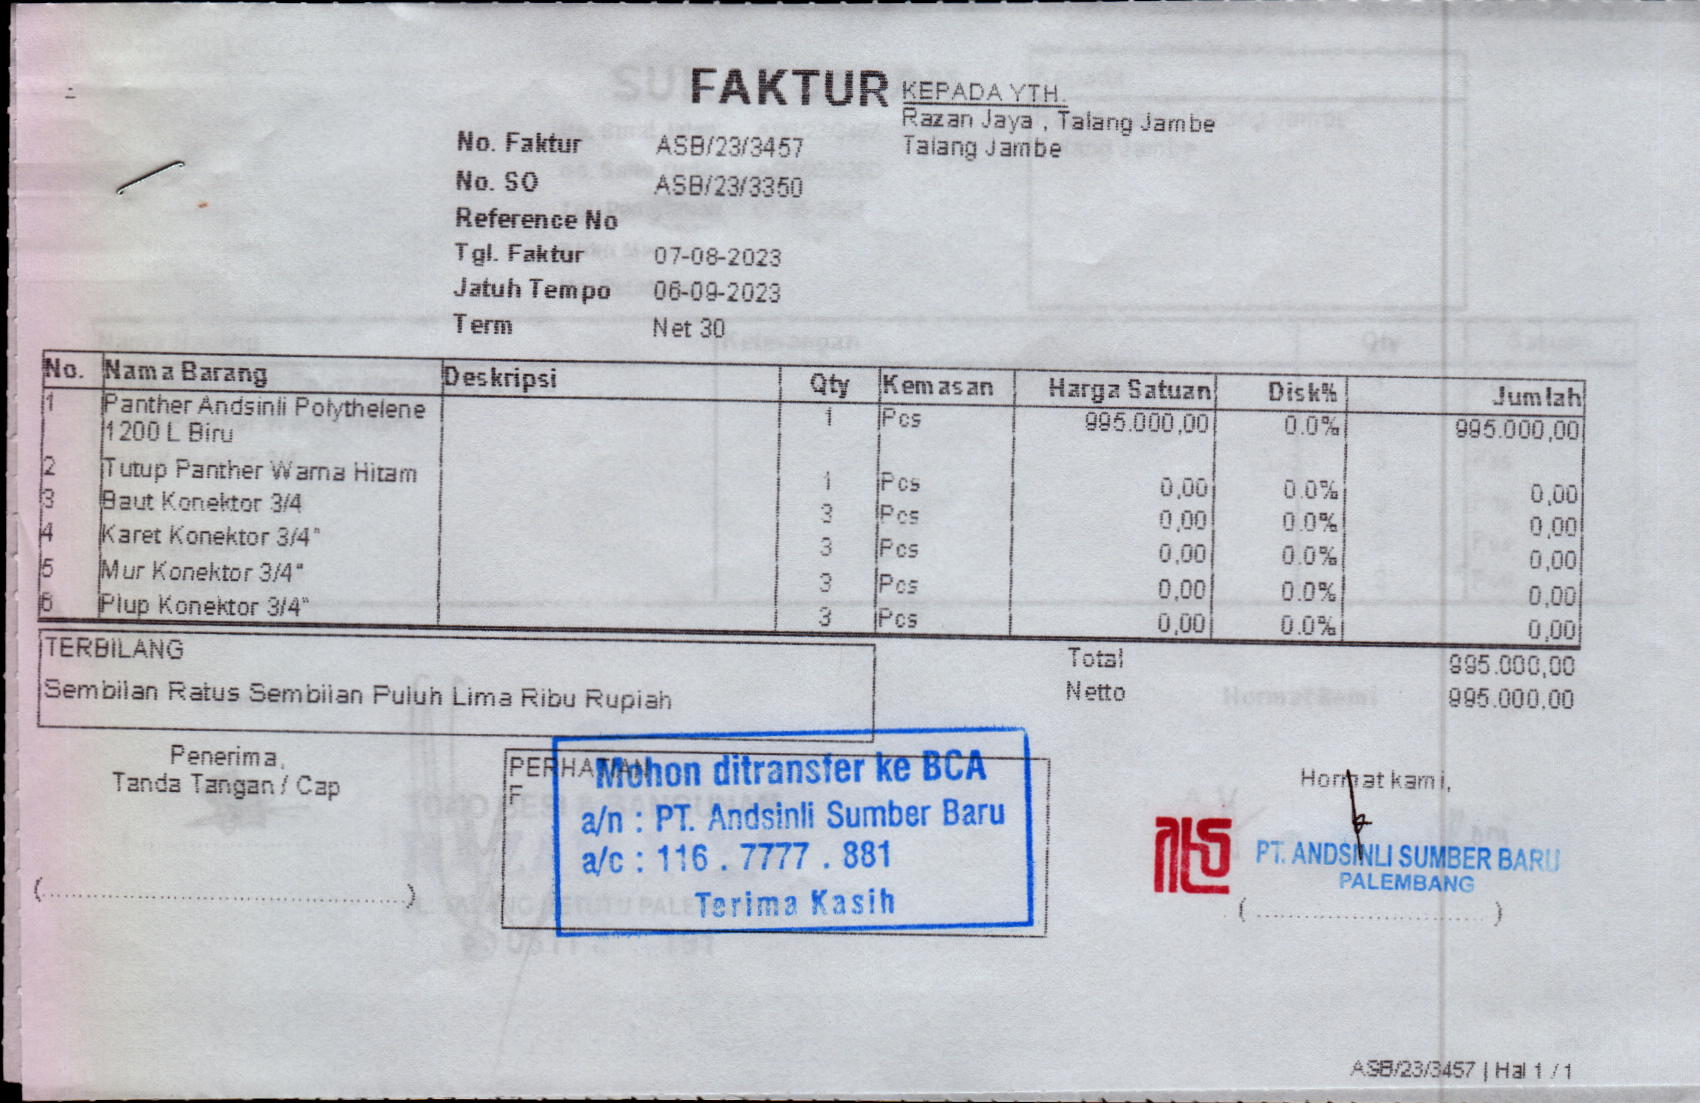 FAKTUR
KEPADA YTH.
Razan Jaya , Talang Jambe
Talang Jambe
No. Faktur ASB/23/3457
No. SO ASB/23/3350
Reference No
Tgl. Faktur 07-08-2023
Jatuh Tempo 06-09-2023
Term Net 30
No. Nama Barang Deskripsi Qty Kemasan Harga Satuan Disk% Jumlah
1 Panther Andsinli Polythelene 1 Pcs 995.000,00 0.0% 995.000,00
1200 L Biru
2 Tutup Panther Warna Hitam 1 Pcs 0,00 0.0% 0,00
3 Baut Konektor 3/4 3 Pcs 0,00 0.0% 0,00
4 Karet Konektor 3/4" 3 Pcs 0,00 0.0% 0,00
5 Mur Konektor 3/4" 3 Pcs 0,00 0.0% 0,00
6 Plup Konektor 3/4" 3 Pcs 0,00 0.0% 0,00
TERBILANG
Sembilan Ratus Sembilan Puluh Lima Ribu Rupiah
Total 995.000,00
Netto 995.000,00
Penerima,
Tanda Tangan / Cap
(..............................)
PERHATIAN
F
Mohon ditransfer ke BCA
a/n : PT. Andsinli Sumber Baru
a/c : 116 . 7777 . 881
Terima Kasih
Hormat kami,
PT. ANDSINLI SUMBER BARU
PALEMBANG
(..............................)
ASB/23/3457 | Hal 1 / 1